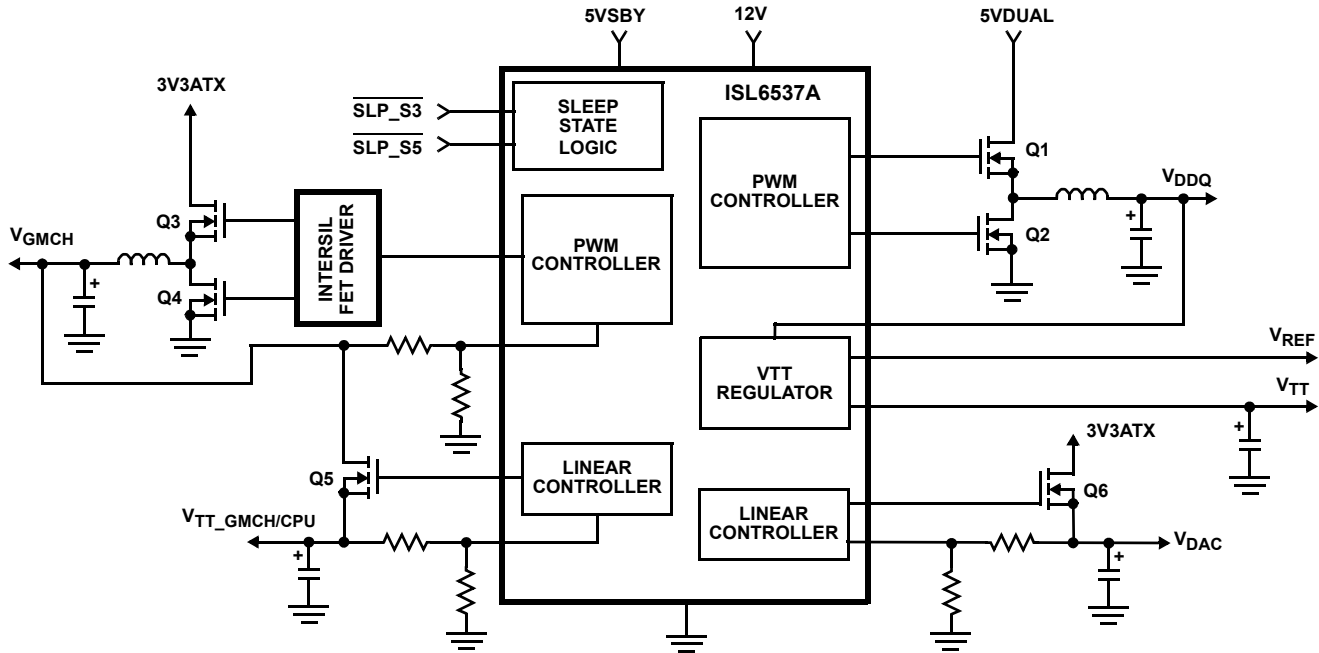 5VSBY
12V
5VDUAL
3V3ATX
SLP_S3
SLP_S5
SLEEP
STATE
LOGIC
ISL6537A
Q1
Q2
VDDQ
PWM
CONTROLLER
Q3
Q4
VGMCH
+
INTERSIL
FET DRIVER
PWM
CONTROLLER
+
VTT
REGULATOR
VREF
VTT
+
3V3ATX
Q5
LINEAR
CONTROLLER
LINEAR
CONTROLLER
Q6
VTT_GMCH/CPU
+
VDAC
+